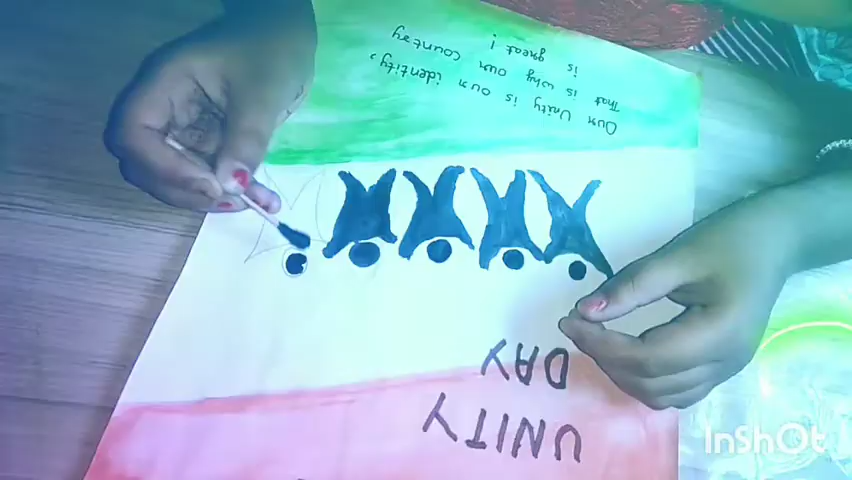 UNITY
DAY
Our Unity is our identity,
That is why our country
is great !
InShOt